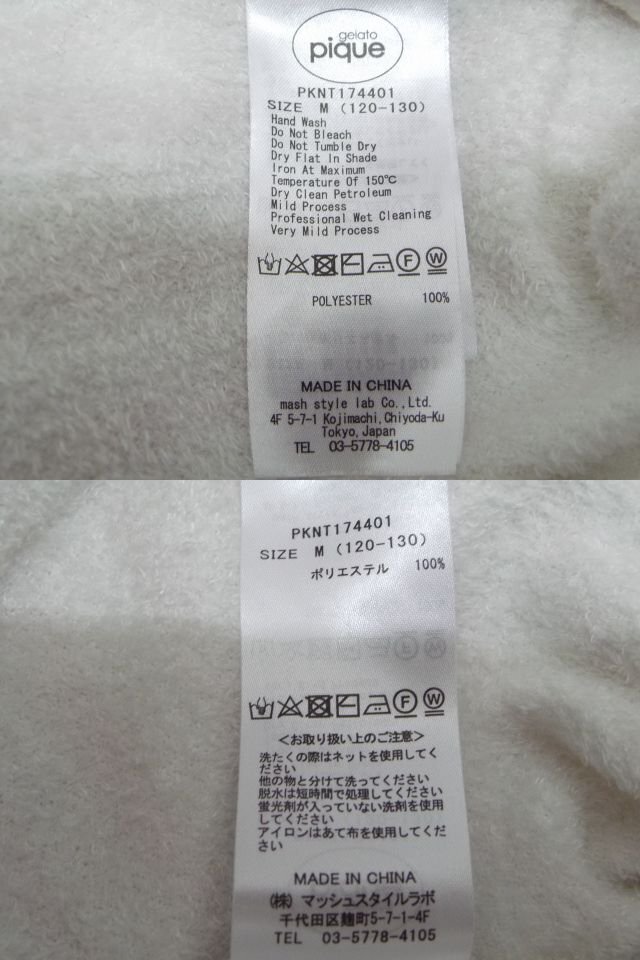 gelato
pique
PKNT174401
SIZE M (120-130)
Hand Wash
Do Not Bleach
Do Not Tumble Dry
Dry Flat In Shade
Iron At Maximum
Temperature Of 150℃
Dry Clean Petroleum
Mild Process
Professional Wet Cleaning
Very Mild Process
F W
POLYESTER 100%
MADE IN CHINA
mash style lab Co.,Ltd.
4F 5-7-1 Kojimachi,Chiyoda-Ku
Tokyo,Japan
TEL 03-5778-4105
PKNT174401
SIZE M (120-130)
ポリエステル 100%
F W
<お取り扱い上のご注意>
洗たくの際はネットを使用してく
ださい
他の物と分けて洗ってください
脱水は短時間で処理してください
蛍光剤が入っていない洗剤を使用
してください
アイロンはあて布を使用してくだ
さい
MADE IN CHINA
(株) マッシュスタイルラボ
千代田区麹町5-7-1-4F
TEL 03-5778-4105